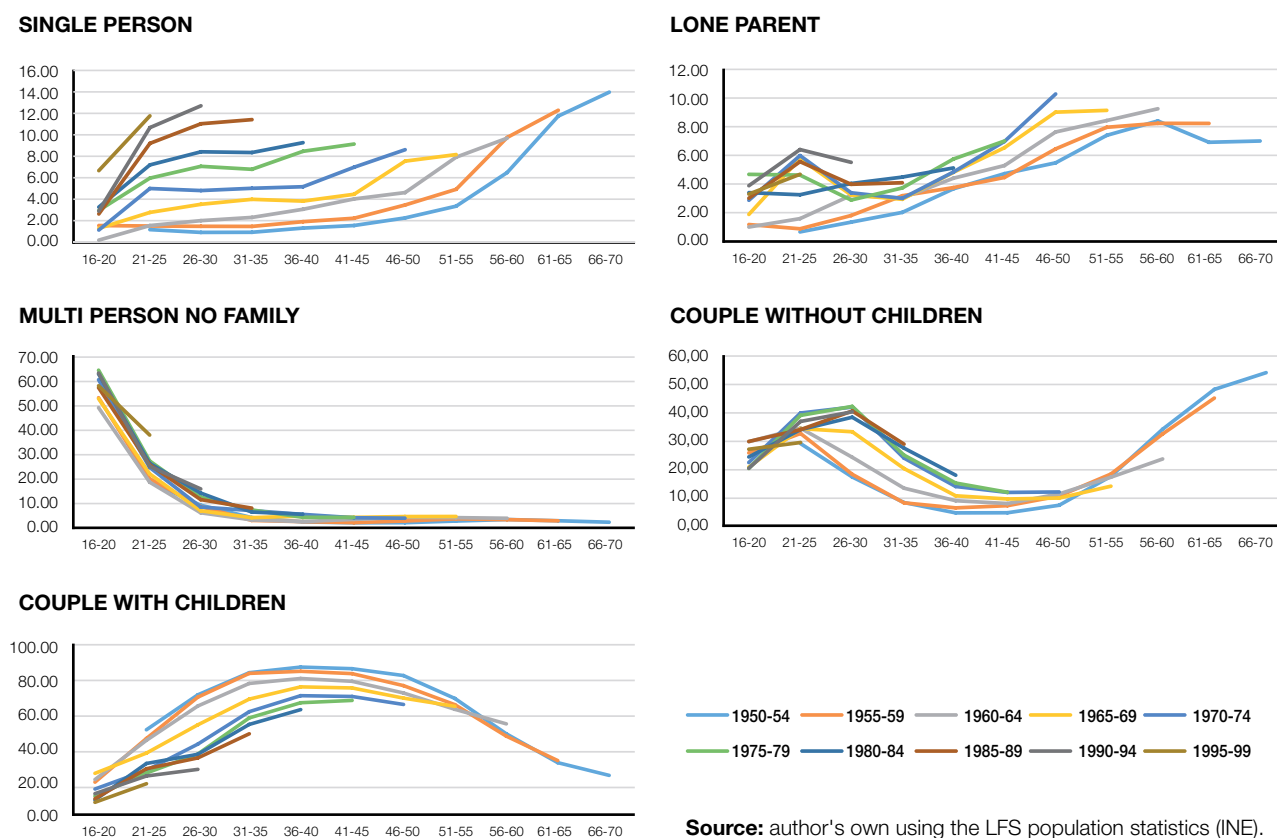 SINGLE PERSON
16.00
14.00
12.00
10.00
8.00
6.00
4.00
2.00
0.00
16-20 21-25 26-30 31-35 36-40 41-45 46-50 51-55 56-60 61-65 66-70
LONE PARENT
12.00
10.00
8.00
6.00
4.00
2.00
0.00
16-20 21-25 26-30 31-35 36-40 41-45 46-50 51-55 56-60 61-65 66-70
MULTI PERSON NO FAMILY
70.00
60.00
50.00
40.00
30.00
20.00
10.00
0.00
16-20 21-25 26-30 31-35 36-40 41-45 46-50 51-55 56-60 61-65 66-70
COUPLE WITHOUT CHILDREN
60,00
50,00
40,00
30,00
20,00
10,00
0,00
16-20 21-25 26-30 31-35 36-40 41-45 46-50 51-55 56-60 61-65 66-70
COUPLE WITH CHILDREN
100.00
80.00
60.00
40.00
20.00
0.00
16-20 21-25 26-30 31-35 36-40 41-45 46-50 51-55 56-60 61-65 66-70
1950-54 1955-59 1960-64 1965-69 1970-74
1975-79 1980-84 1985-89 1990-94 1995-99
Source: author's own using the LFS population statistics (INE).